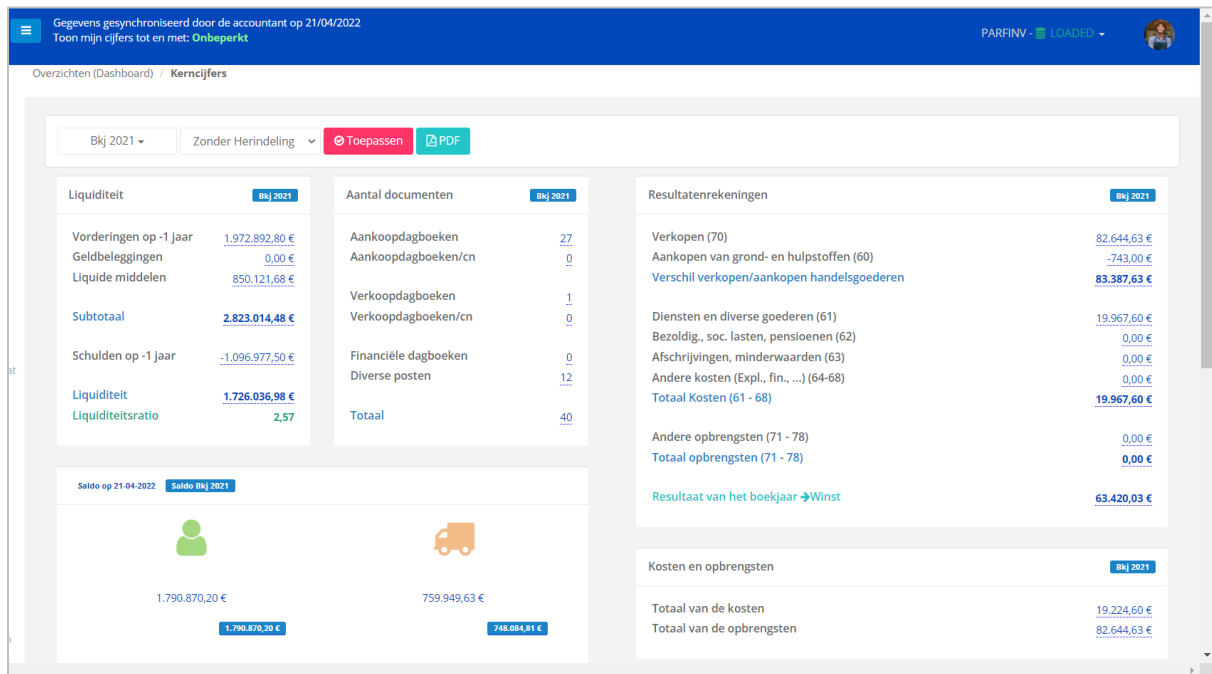 Gegevens gesynchroniseerd door de accountant op 21/04/2022
Toon mijn cijfers tot en met: Onbeperkt
PARFINV - LOADED
Overzichten (Dashboard) / Kerncijfers
Bkj 2021 Zonder Herindeling Toepassen PDF
Liquiditeit Bkj 2021
Vorderingen op -1 jaar 1.972.892,80 €
Geldbeleggingen 0,00 €
Liquide middelen 850.121,68 €
Subtotaal 2.823.014,48 €
Schulden op -1 jaar -1.096.977,50 €
Liquiditeit 1.726.036,98 €
Liquiditeitsratio 2,57
Aantal documenten Bkj 2021
Aankoopdagboeken 27
Aankoopdagboeken/cn 0
Verkoopdagboeken 1
Verkoopdagboeken/cn 0
Financiële dagboeken 0
Diverse posten 12
Totaal 40
Resultatenrekeningen Bkj 2021
Verkopen (70) 82.644,63 €
Aankopen van grond- en hulpstoffen (60) -743,00 €
Verschil verkopen/aankopen handelsgoederen 83.387,63 €
Diensten en diverse goederen (61) 19.967,60 €
Bezoldig., soc. lasten, pensioenen (62) 0,00 €
Afschrijvingen, minderwaarden (63) 0,00 €
Andere kosten (Expl., fin., ...) (64-68) 0,00 €
Totaal Kosten (61 - 68) 19.967,60 €
Andere opbrengsten (71 - 78) 0,00 €
Totaal opbrengsten (71 - 78) 0,00 €
Resultaat van het boekjaar Winst 63.420,03 €
Saldo op 21-04-2022 Saldo Bkj 2021
1.790.870,20 € 759.949,63 €
1.790.870,20 € 748.084,81 €
Kosten en opbrengsten Bkj 2021
Totaal van de kosten 19.224,60 €
Totaal van de opbrengsten 82.644,63 €
at